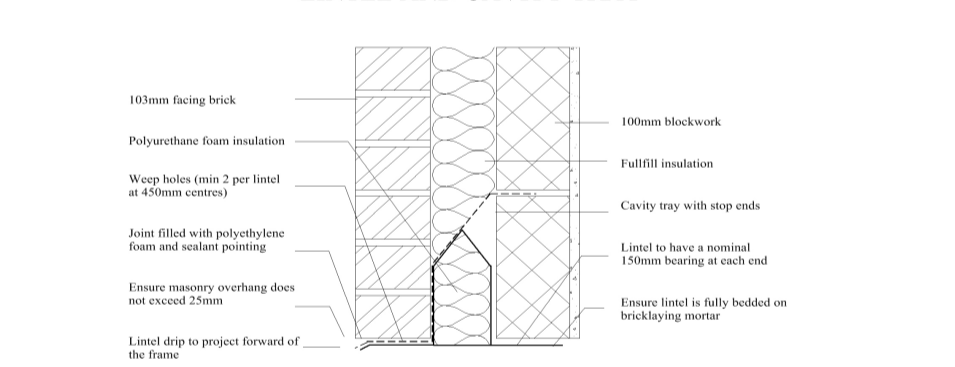 103mm facing brick
Polyurethane foam insulation
Weep holes (min 2 per lintel
at 450mm centres)
Joint filled with polyethylene
foam and sealant pointing
Ensure masonry overhang does
not exceed 25mm
Lintel drip to project forward of
the frame
100mm blockwork
Fullfill insulation
Cavity tray with stop ends
Lintel to have a nominal
150mm bearing at each end
Ensure lintel is fully bedded on
bricklaying mortar